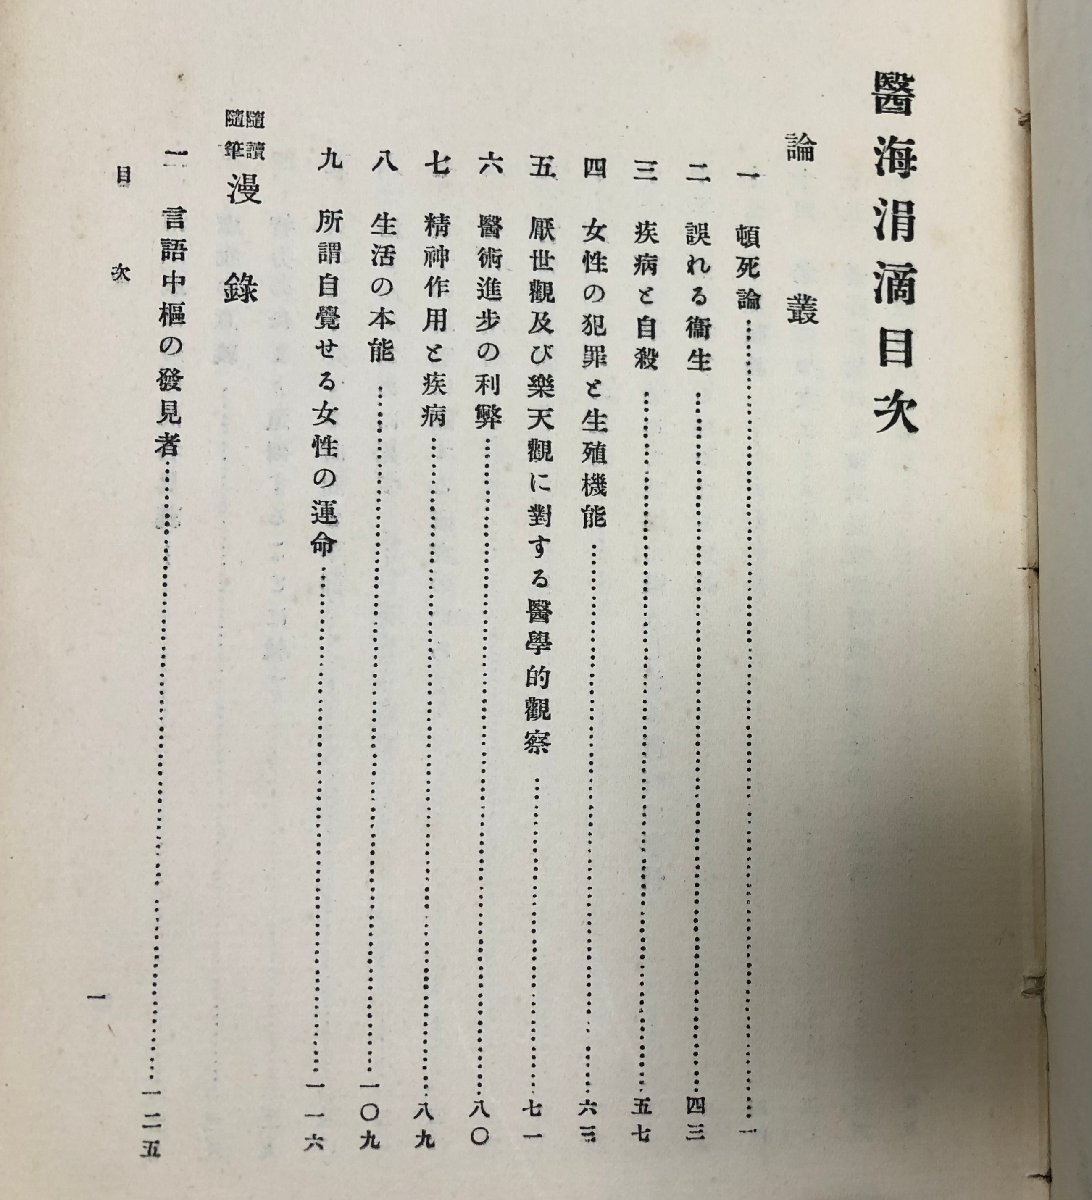 醫海涓滴目次
論叢
一 頓死論……一
二 誤れる衞生……四三
三 疾病と自殺……五七
四 女性の犯罪と生殖機能……六三
五 厭世觀及び樂天觀に對する醫學的觀察……七一
六 醫術進步の利弊……八〇
七 精神作用と疾病……八九
八 生活の本能……一〇九
九 所謂自覺せる女性の運命……一一六
隨讀隨筆 漫錄
一 言語中樞の發見者……一二五
目次
一